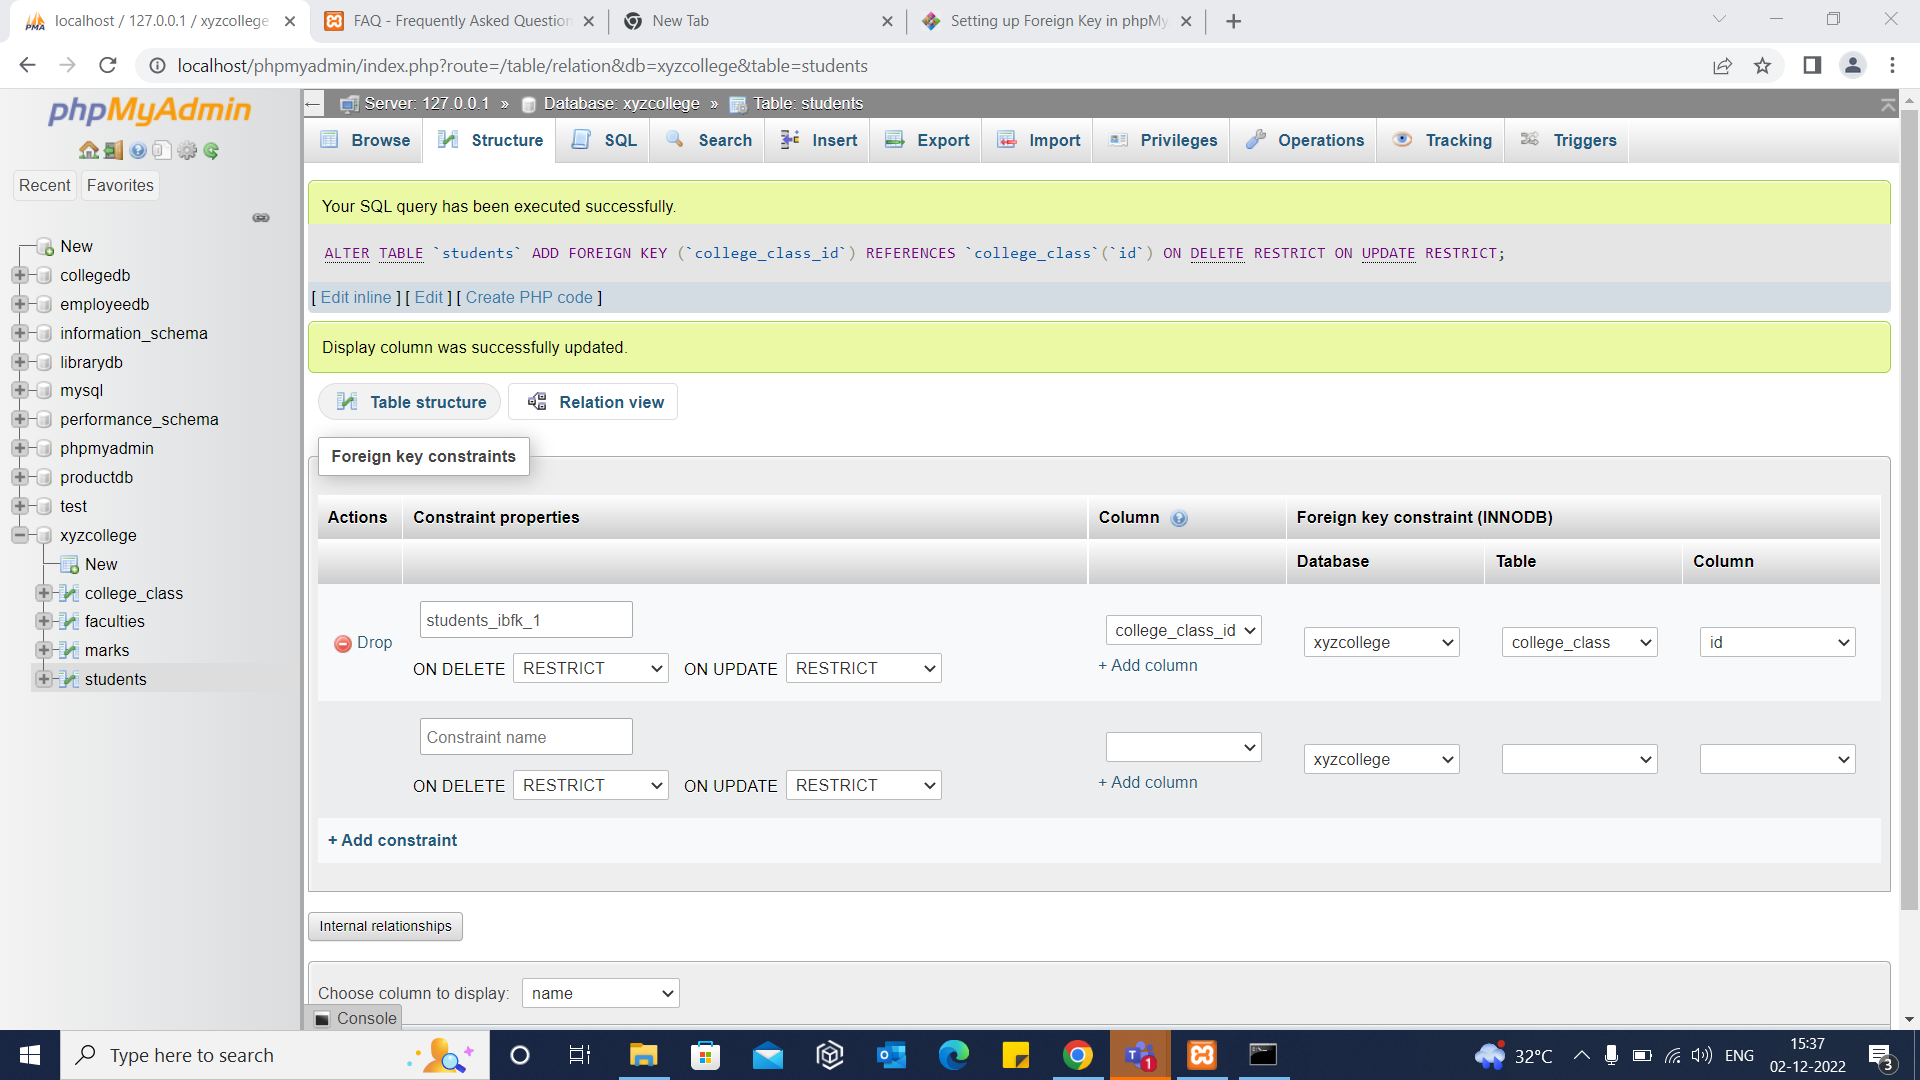 localhost / 127.0.0.1 / xyzcollege
FAQ - Frequently Asked Question
New Tab
Setting up Foreign Key in phpMy
localhost/phpmyadmin/index.php?route=/table/relation&db=xyzcollege&table=students
phpMyAdmin
Recent Favorites
New
collegedb
employeedb
information_schema
librarydb
mysql
performance_schema
phpmyadmin
productdb
test
xyzcollege
New
college_class
faculties
marks
students
Server: 127.0.0.1 » Database: xyzcollege » Table: students
Browse Structure SQL Search Insert Export Import Privileges Operations Tracking Triggers
Your SQL query has been executed successfully.
ALTER TABLE `students` ADD FOREIGN KEY (`college_class_id`) REFERENCES `college_class`(`id`) ON DELETE RESTRICT ON UPDATE RESTRICT;
[ Edit inline ] [ Edit ] [ Create PHP code ]
Display column was successfully updated.
Table structure Relation view
Foreign key constraints
Actions Constraint properties Column Foreign key constraint (INNODB)
Database Table Column
Drop students_ibfk_1 college_class_id xyzcollege college_class id
ON DELETE RESTRICT ON UPDATE RESTRICT + Add column
Constraint name xyzcollege
ON DELETE RESTRICT ON UPDATE RESTRICT + Add column
+ Add constraint
Internal relationships
Choose column to display: name
Console
Type here to search
1
32°C
ENG
15:37
02-12-2022
3